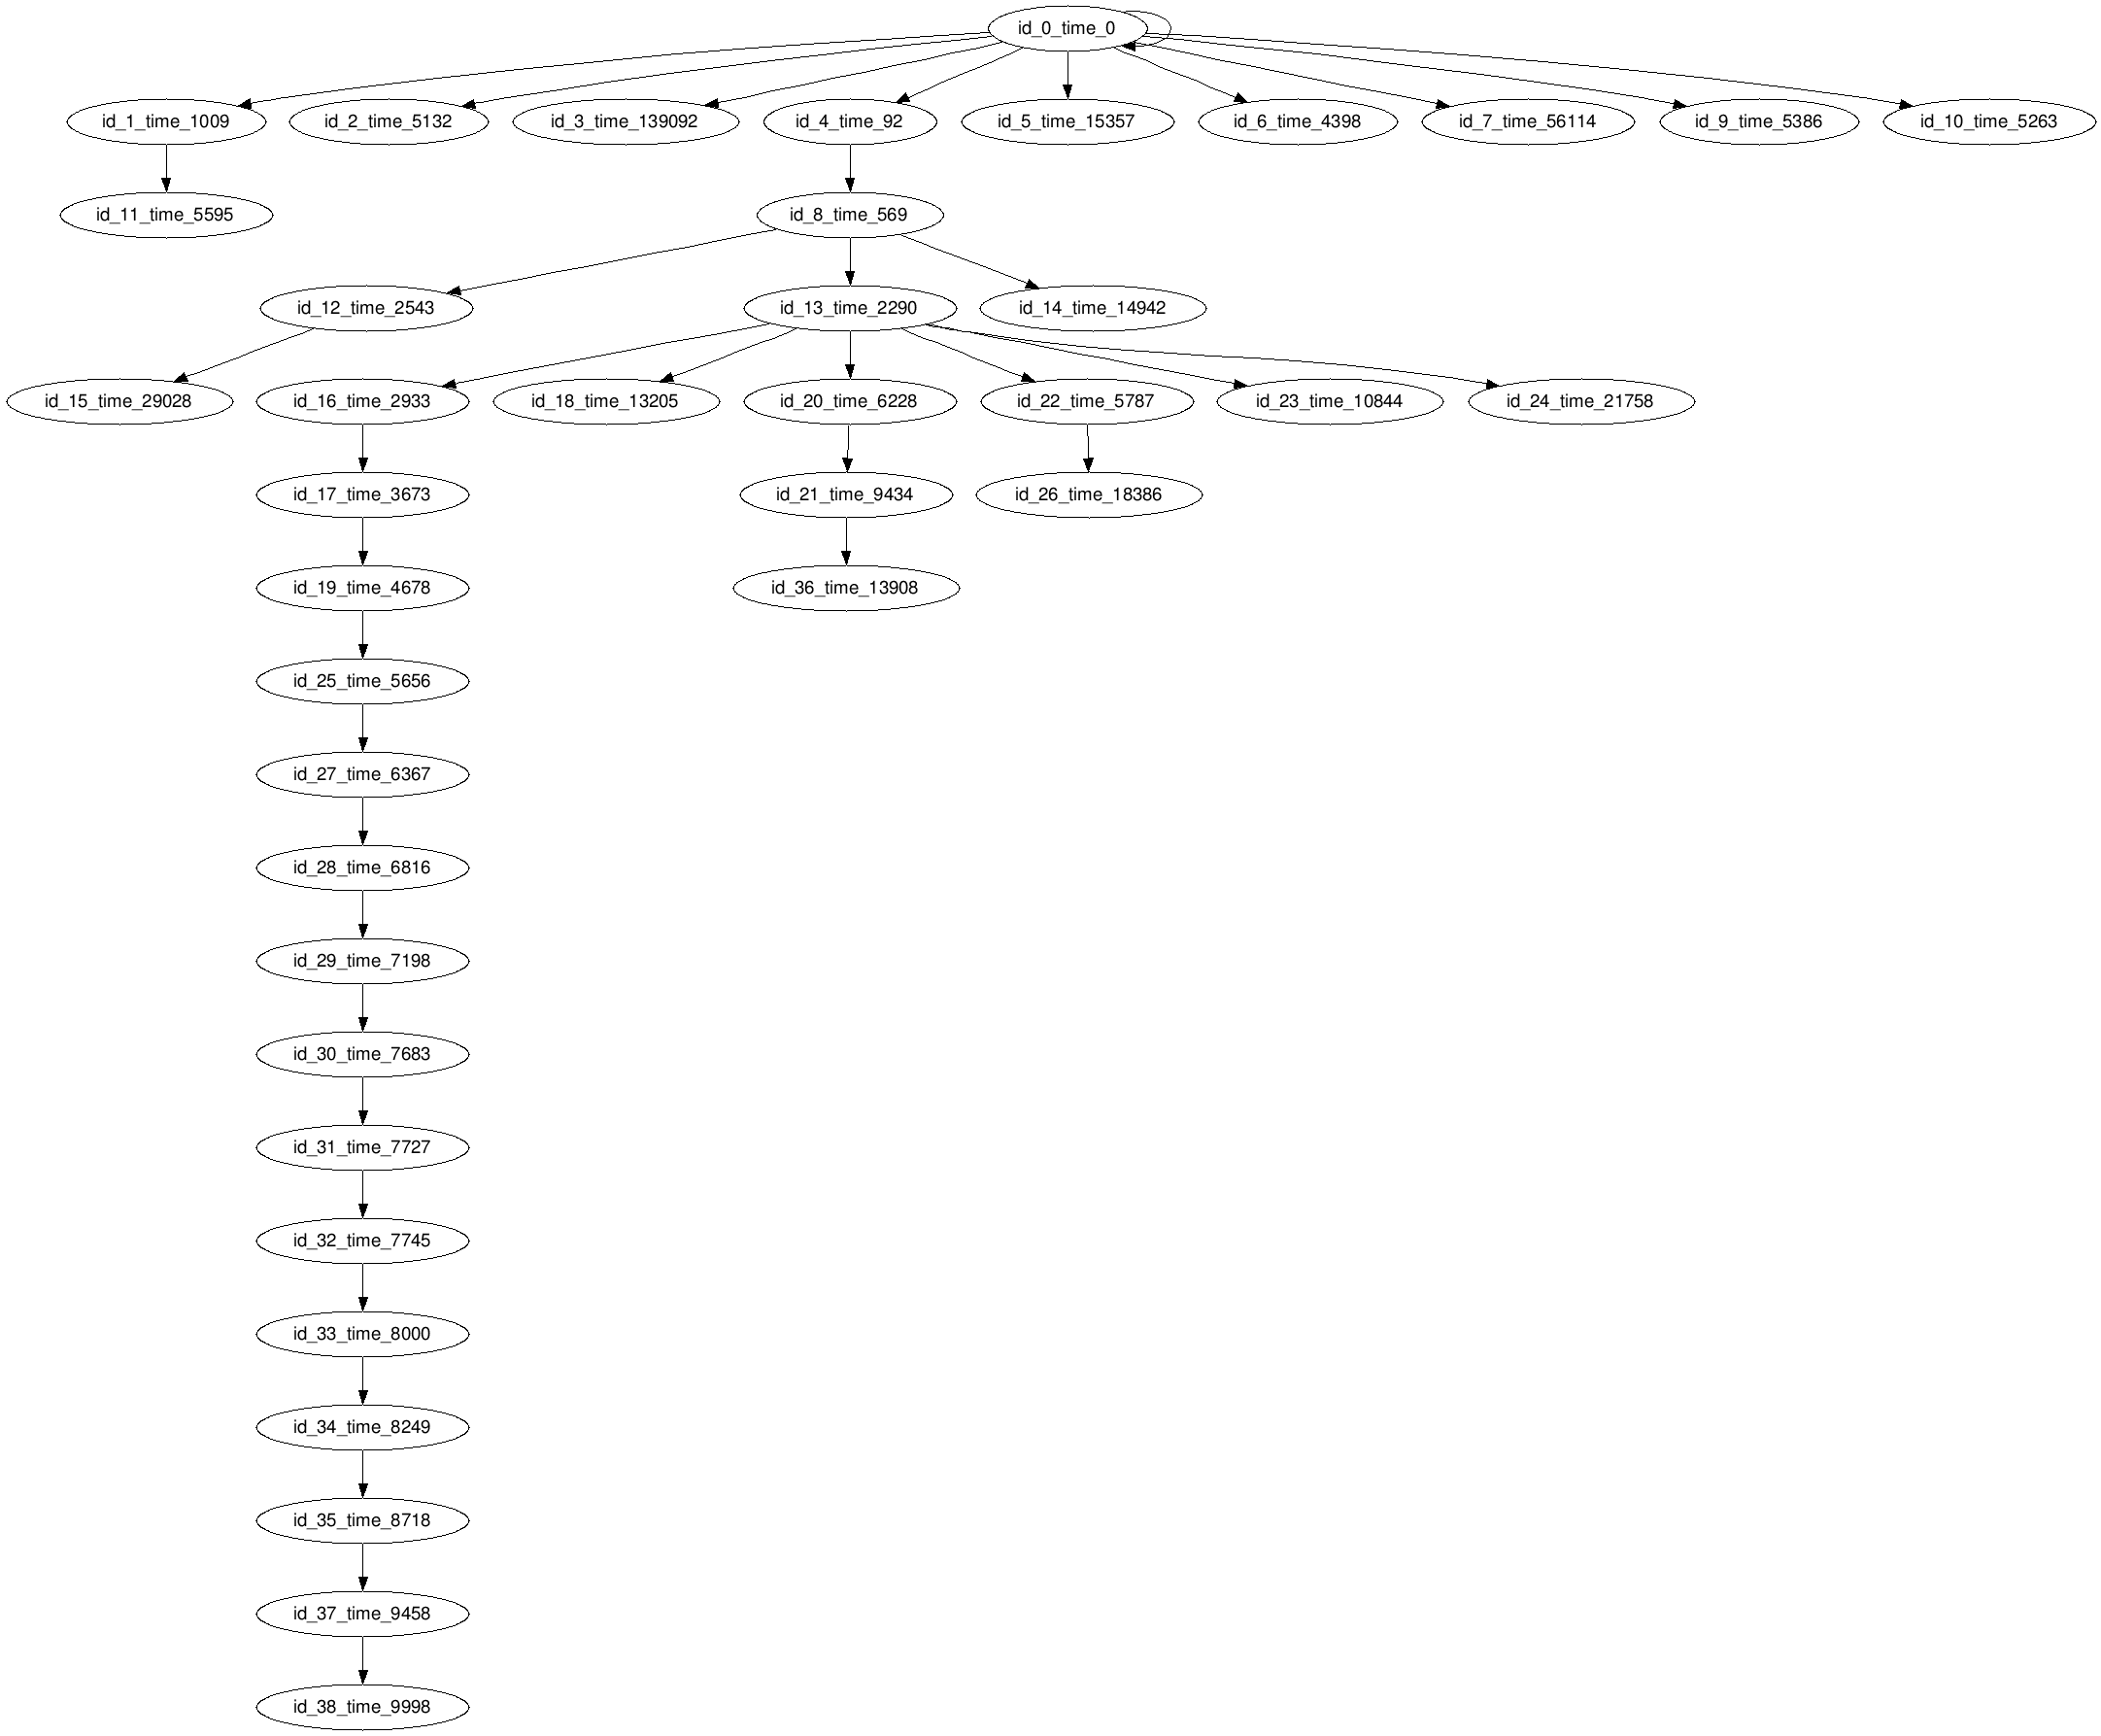 id_0_time_0
id_1_time_1009
id_2_time_5132
id_3_time_139092
id_4_time_92
id_5_time_15357
id_6_time_4398
id_7_time_56114
id_9_time_5386
id_10_time_5263
id_11_time_5595
id_8_time_569
id_12_time_2543
id_13_time_2290
id_14_time_14942
id_15_time_29028
id_16_time_2933
id_18_time_13205
id_20_time_6228
id_22_time_5787
id_23_time_10844
id_24_time_21758
id_17_time_3673
id_21_time_9434
id_26_time_18386
id_19_time_4678
id_36_time_13908
id_25_time_5656
id_27_time_6367
id_28_time_6816
id_29_time_7198
id_30_time_7683
id_31_time_7727
id_32_time_7745
id_33_time_8000
id_34_time_8249
id_35_time_8718
id_37_time_9458
id_38_time_9998